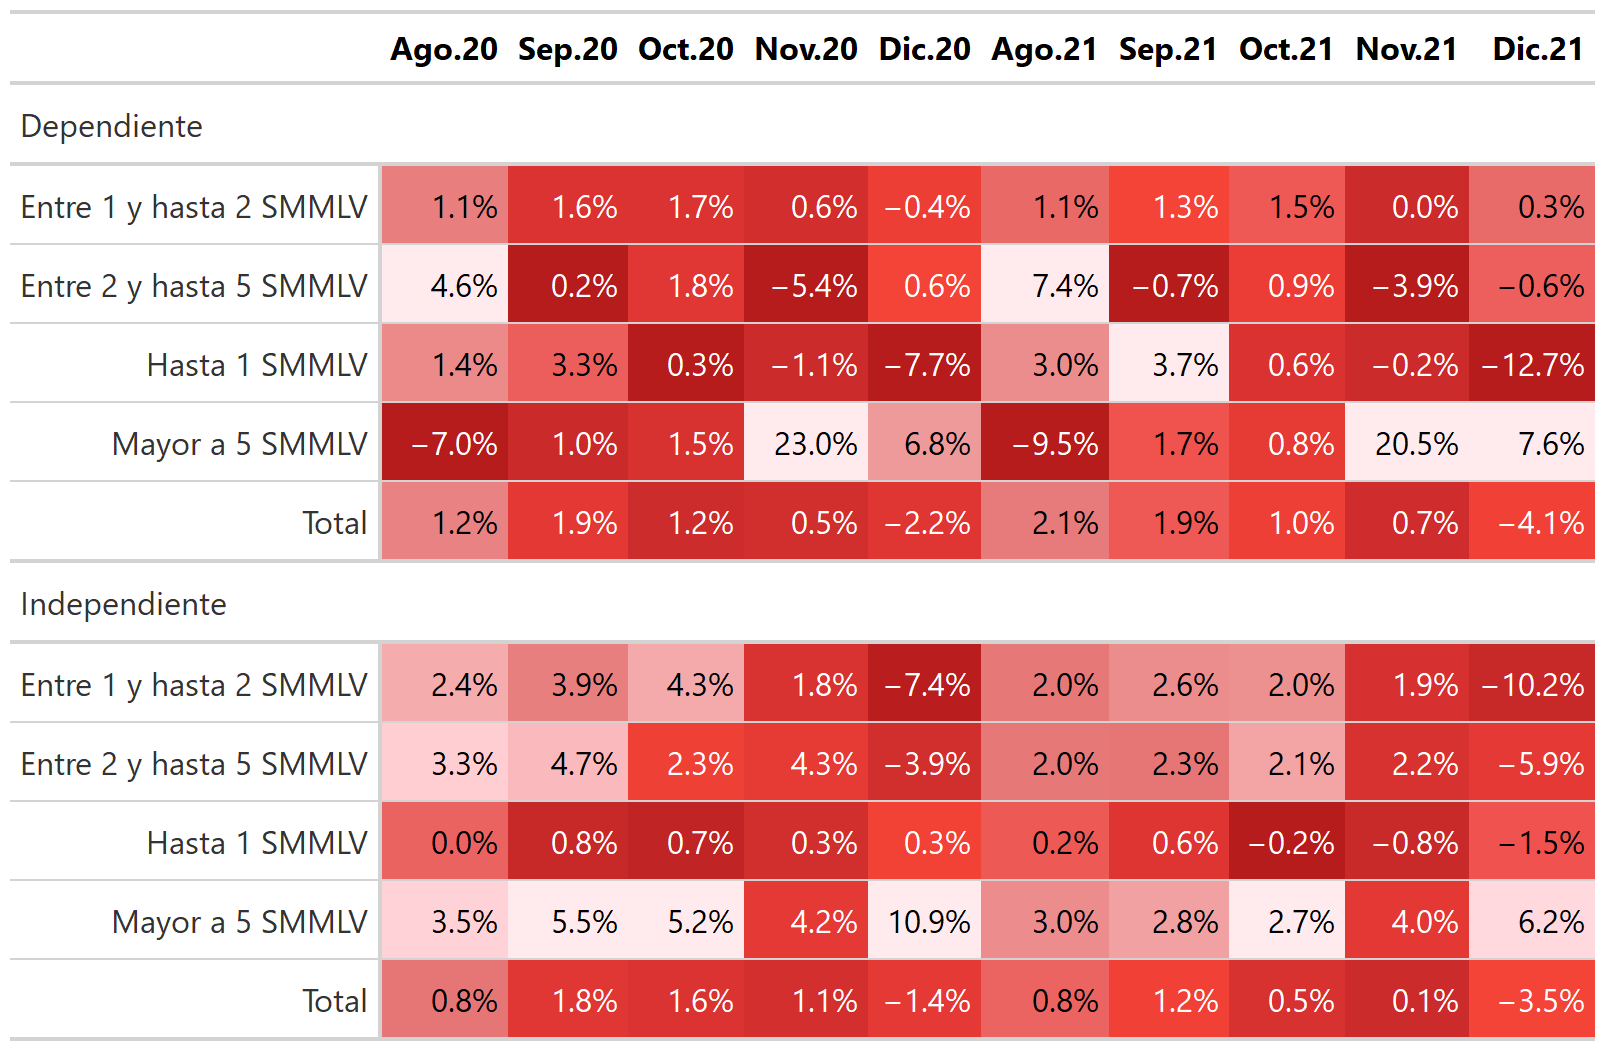 Ago.20 Sep.20 Oct.20 Nov.20 Dic.20 Ago.21 Sep.21 Oct.21 Nov.21 Dic.21
Dependiente
Entre 1 y hasta 2 SMMLV 1.1% 1.6% 1.7% 0.6% −0.4% 1.1% 1.3% 1.5% 0.0% 0.3%
Entre 2 y hasta 5 SMMLV 4.6% 0.2% 1.8% −5.4% 0.6% 7.4% −0.7% 0.9% −3.9% −0.6%
Hasta 1 SMMLV 1.4% 3.3% 0.3% −1.1% −7.7% 3.0% 3.7% 0.6% −0.2% −12.7%
Mayor a 5 SMMLV −7.0% 1.0% 1.5% 23.0% 6.8% −9.5% 1.7% 0.8% 20.5% 7.6%
Total 1.2% 1.9% 1.2% 0.5% −2.2% 2.1% 1.9% 1.0% 0.7% −4.1%
Independiente
Entre 1 y hasta 2 SMMLV 2.4% 3.9% 4.3% 1.8% −7.4% 2.0% 2.6% 2.0% 1.9% −10.2%
Entre 2 y hasta 5 SMMLV 3.3% 4.7% 2.3% 4.3% −3.9% 2.0% 2.3% 2.1% 2.2% −5.9%
Hasta 1 SMMLV 0.0% 0.8% 0.7% 0.3% 0.3% 0.2% 0.6% −0.2% −0.8% −1.5%
Mayor a 5 SMMLV 3.5% 5.5% 5.2% 4.2% 10.9% 3.0% 2.8% 2.7% 4.0% 6.2%
Total 0.8% 1.8% 1.6% 1.1% −1.4% 0.8% 1.2% 0.5% 0.1% −3.5%